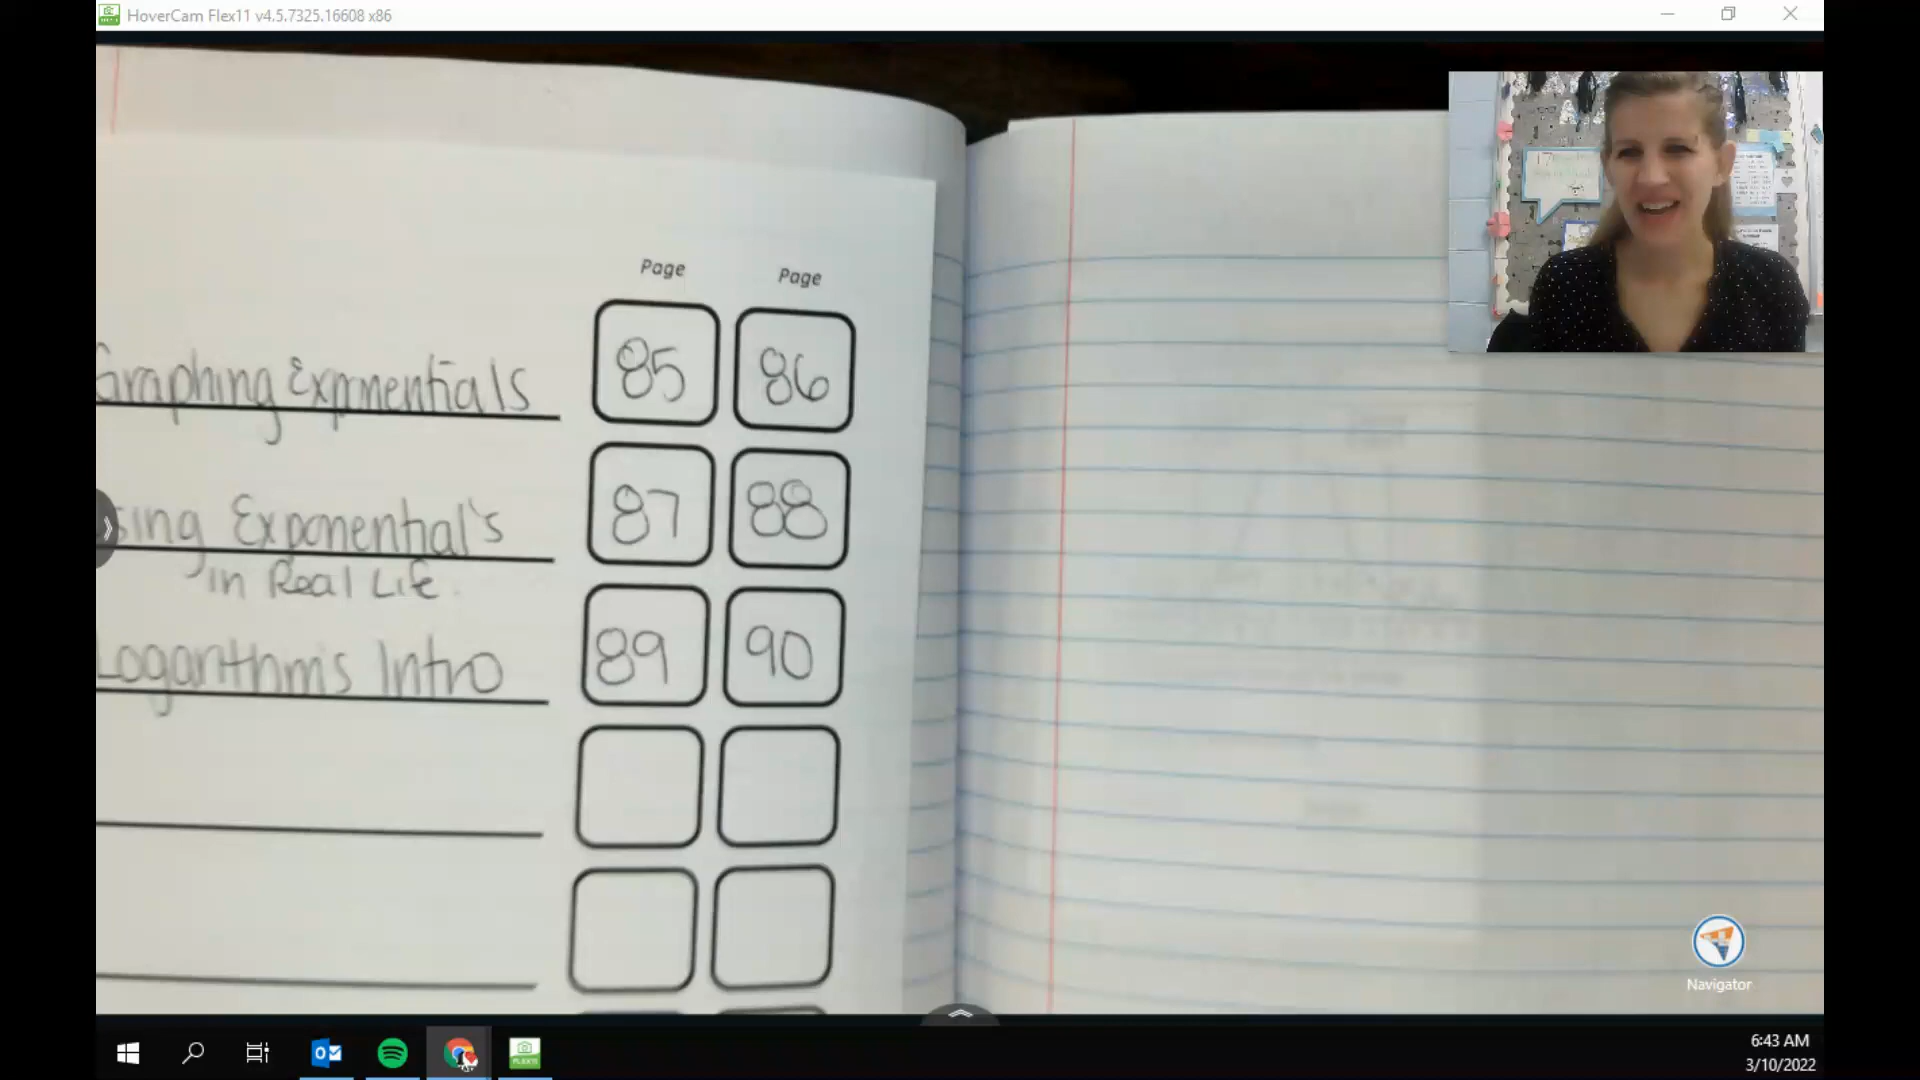 HoverCam Flex11 v4.5.7325.16608 x86
Page Page
Graphing Exponentials 85 86
sing Exponential's 87 88
in Real Life.
Logarithms Intro 89 90
Navigator
6:43 AM
3/10/2022